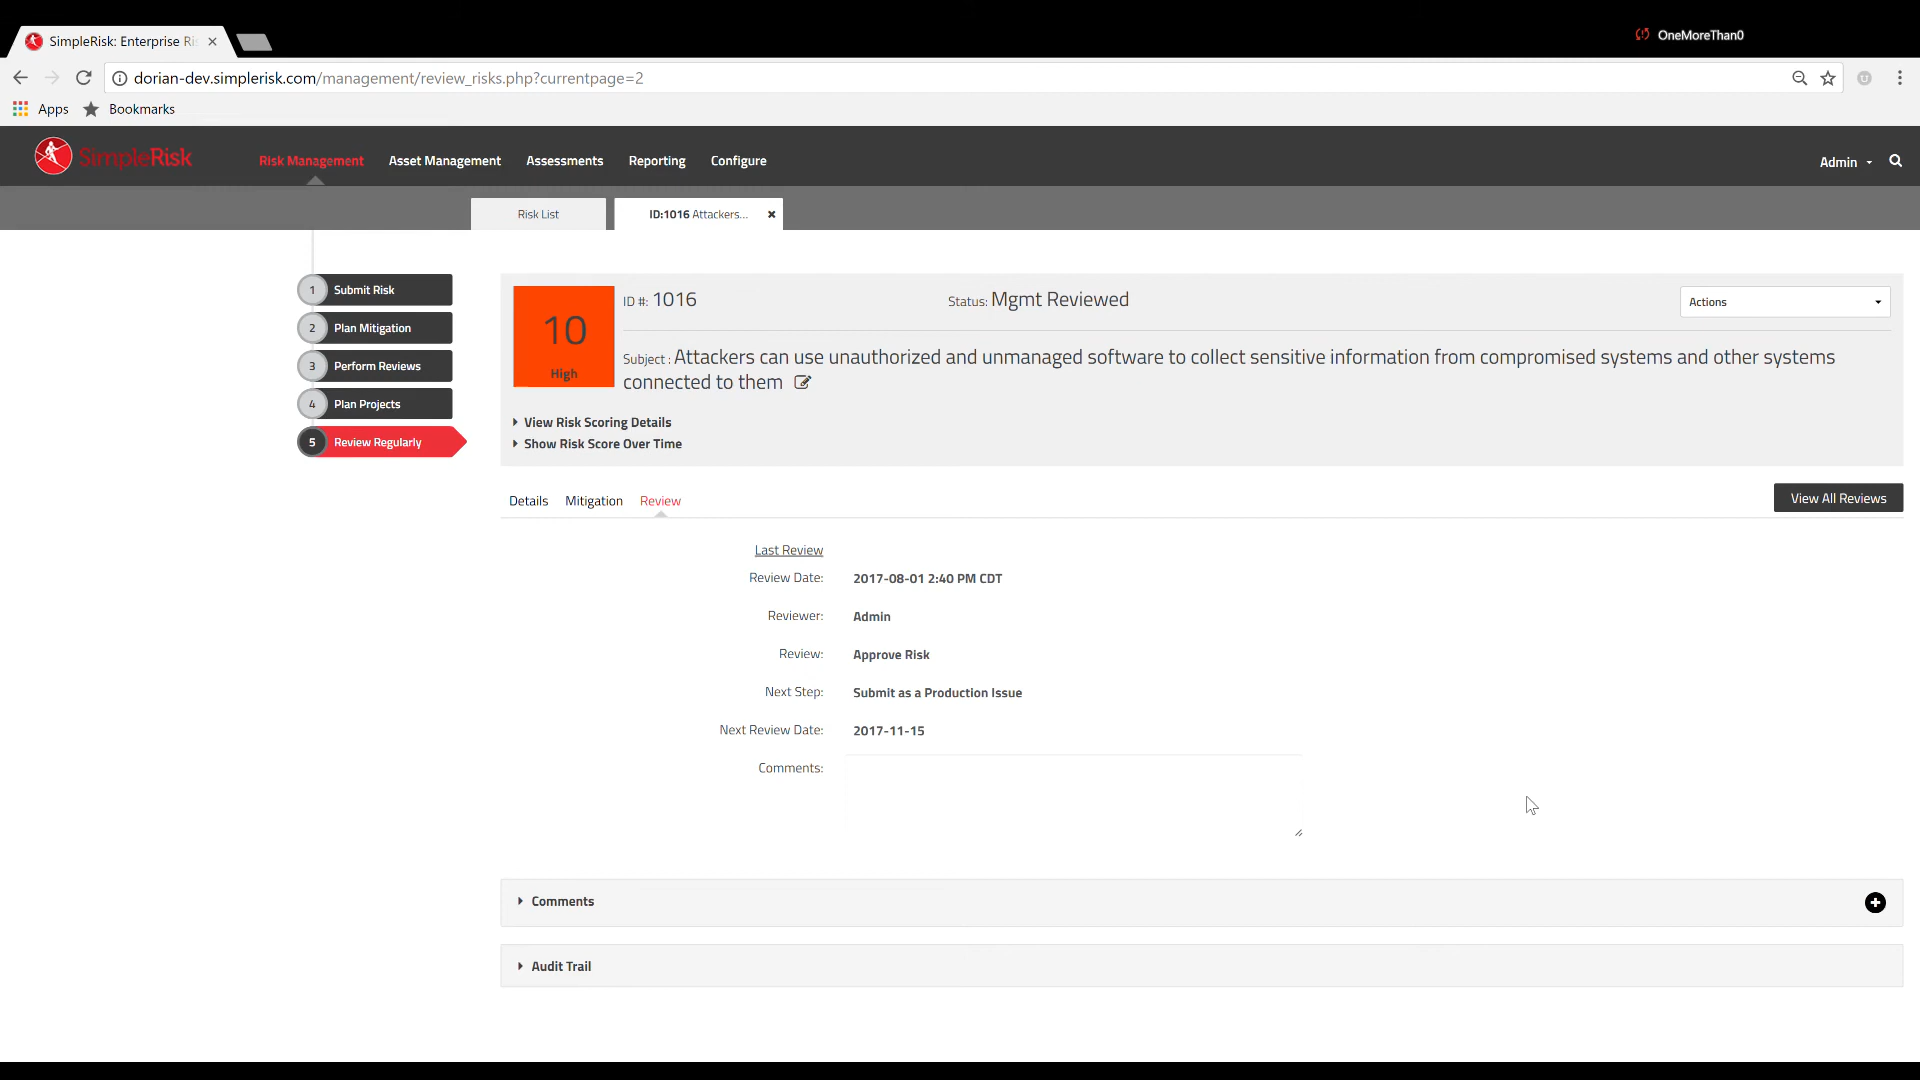 SimpleRisk: Enterprise Ri
OneMoreThan0
dorian-dev.simplerisk.com/management/review_risks.php?currentpage=2
Apps Bookmarks
SimpleRisk Risk Management Asset Management Assessments Reporting Configure Admin
Risk List ID:1016 Attackers...
1 Submit Risk
2 Plan Mitigation
3 Perform Reviews
4 Plan Projects
5 Review Regularly
10
High
ID #: 1016 Status: Mgmt Reviewed Actions
Subject : Attackers can use unauthorized and unmanaged software to collect sensitive information from compromised systems and other systems
connected to them
View Risk Scoring Details
Show Risk Score Over Time
Details Mitigation Review View All Reviews
Last Review
Review Date: 2017-08-01 2:40 PM CDT
Reviewer: Admin
Review: Approve Risk
Next Step: Submit as a Production Issue
Next Review Date: 2017-11-15
Comments:
Comments
Audit Trail